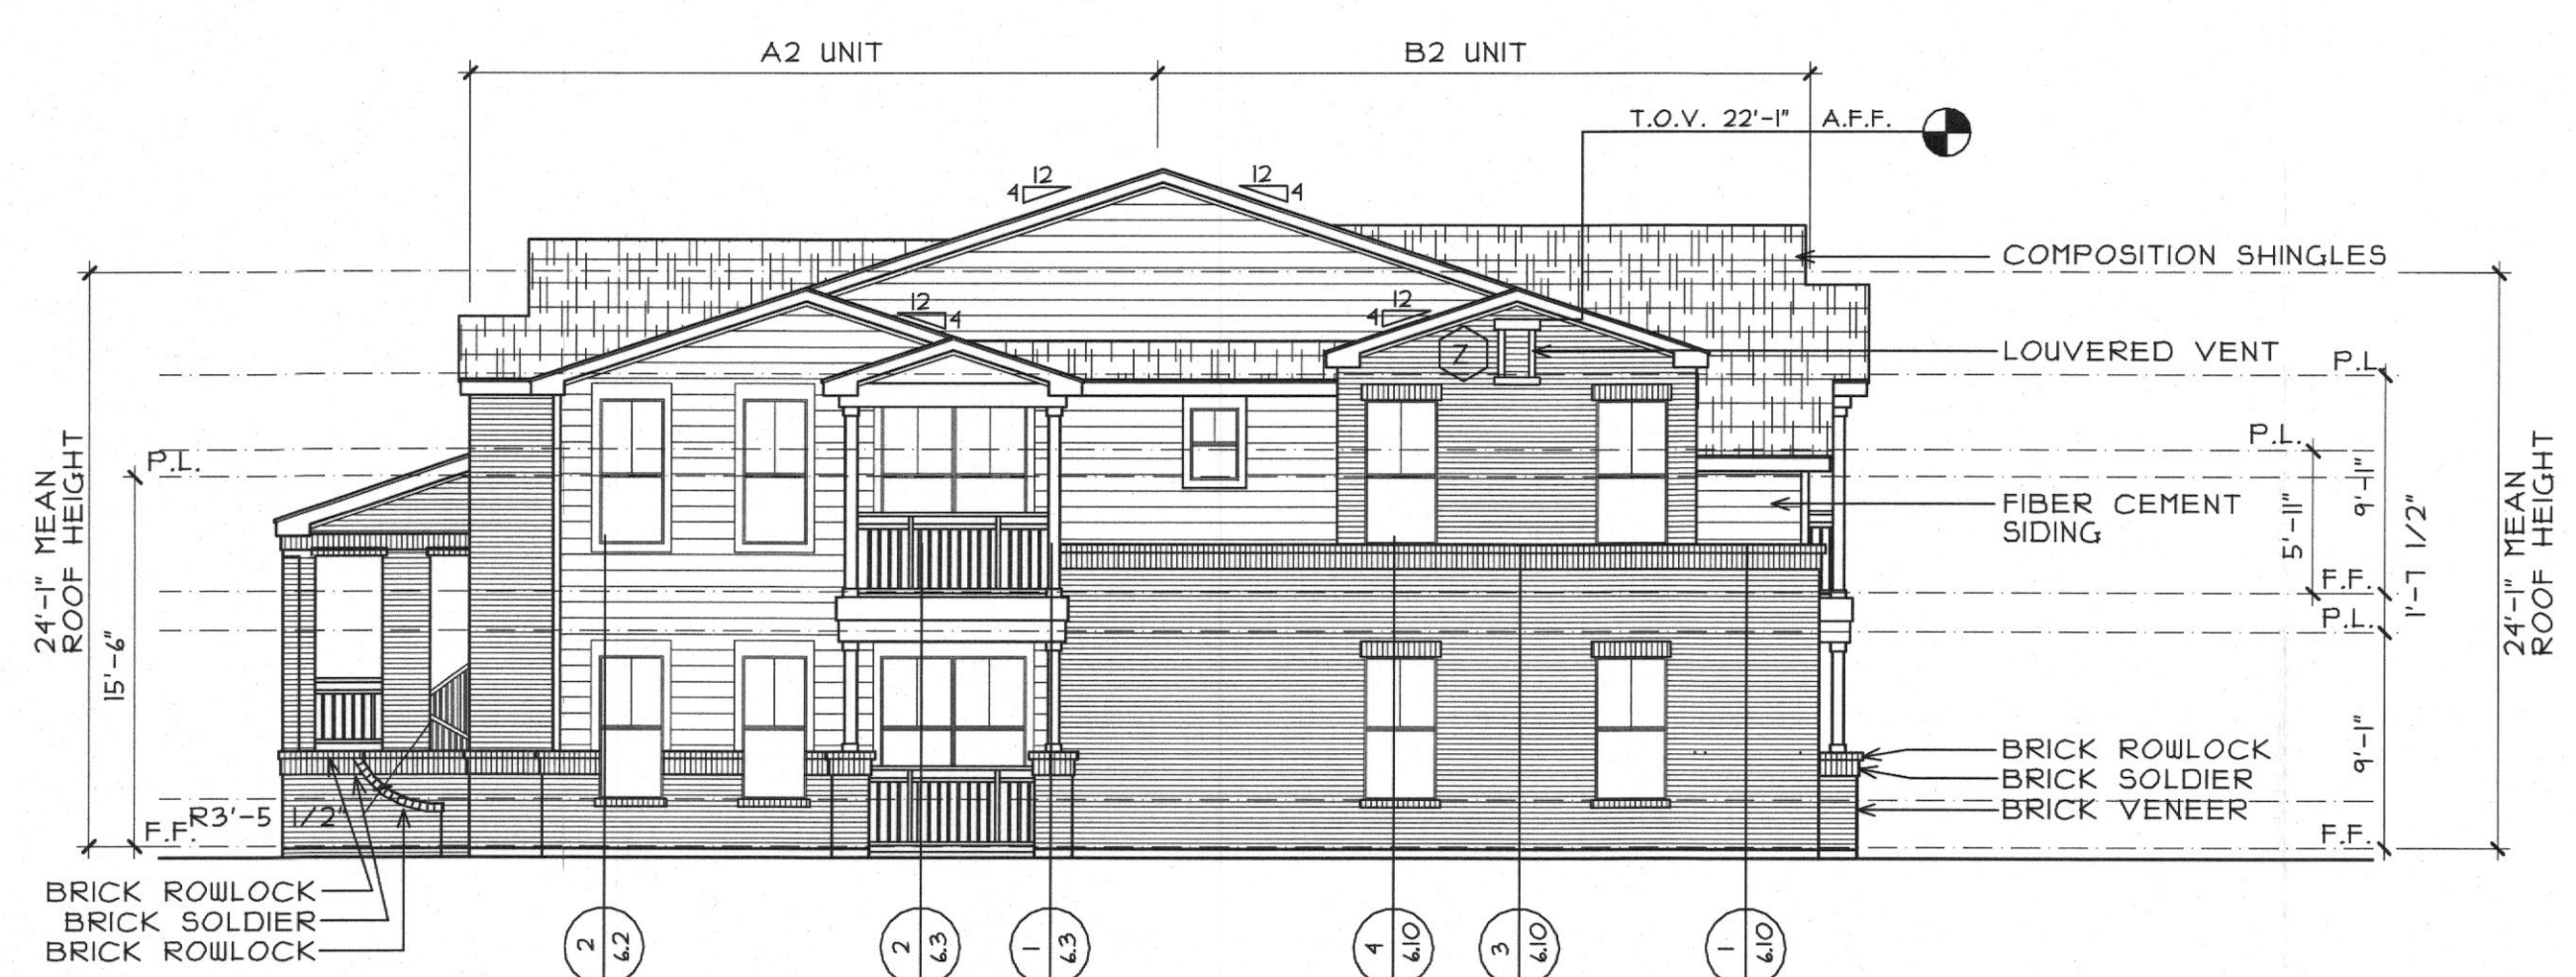 A2 UNIT
B2 UNIT
T.O.V. 22'-1" A.F.F.
12
4
12
4
COMPOSITION SHINGLES
12
4
12
4
Z
LOUVERED VENT
P.L.
P.L.
P.L.
24'-1" MEAN
ROOF HEIGHT
15'-6"
FIBER CEMENT
SIDING
5'-11"
9'-1"
1'-7 1/2"
24'-1" MEAN
ROOF HEIGHT
F.F.
P.L.
9'-1"
BRICK ROWLOCK
BRICK SOLDIER
BRICK VENEER
R3'-5 1/2"
F.F.
F.F.
BRICK ROWLOCK
BRICK SOLDIER
BRICK ROWLOCK
2
6.2
2
6.3
1
6.3
4
6.10
3
6.10
1
6.10